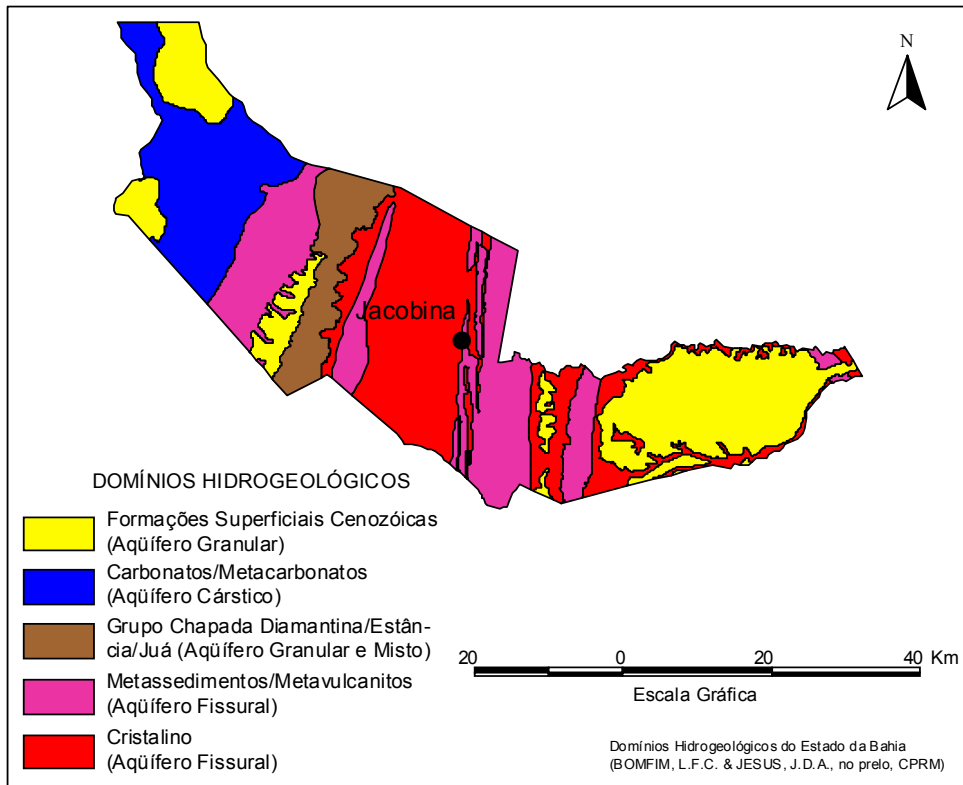 N
Jacobina
DOMÍNIOS HIDROGEOLÓGICOS
Formações Superficiais Cenozóicas
(Aqüífero Granular)
Carbonatos/Metacarbonatos
(Aqüífero Cárstico)
Grupo Chapada Diamantina/Estân-
cia/Juá (Aqüífero Granular e Misto)
Metassedimentos/Metavulcanitos
(Aqüífero Fissural)
Cristalino
(Aqüífero Fissural)
20 0 20 40 Km
Escala Gráfica
Domínios Hidrogeológicos do Estado da Bahia
(BOMFIM, L.F.C. & JESUS, J.D.A., no prelo, CPRM)